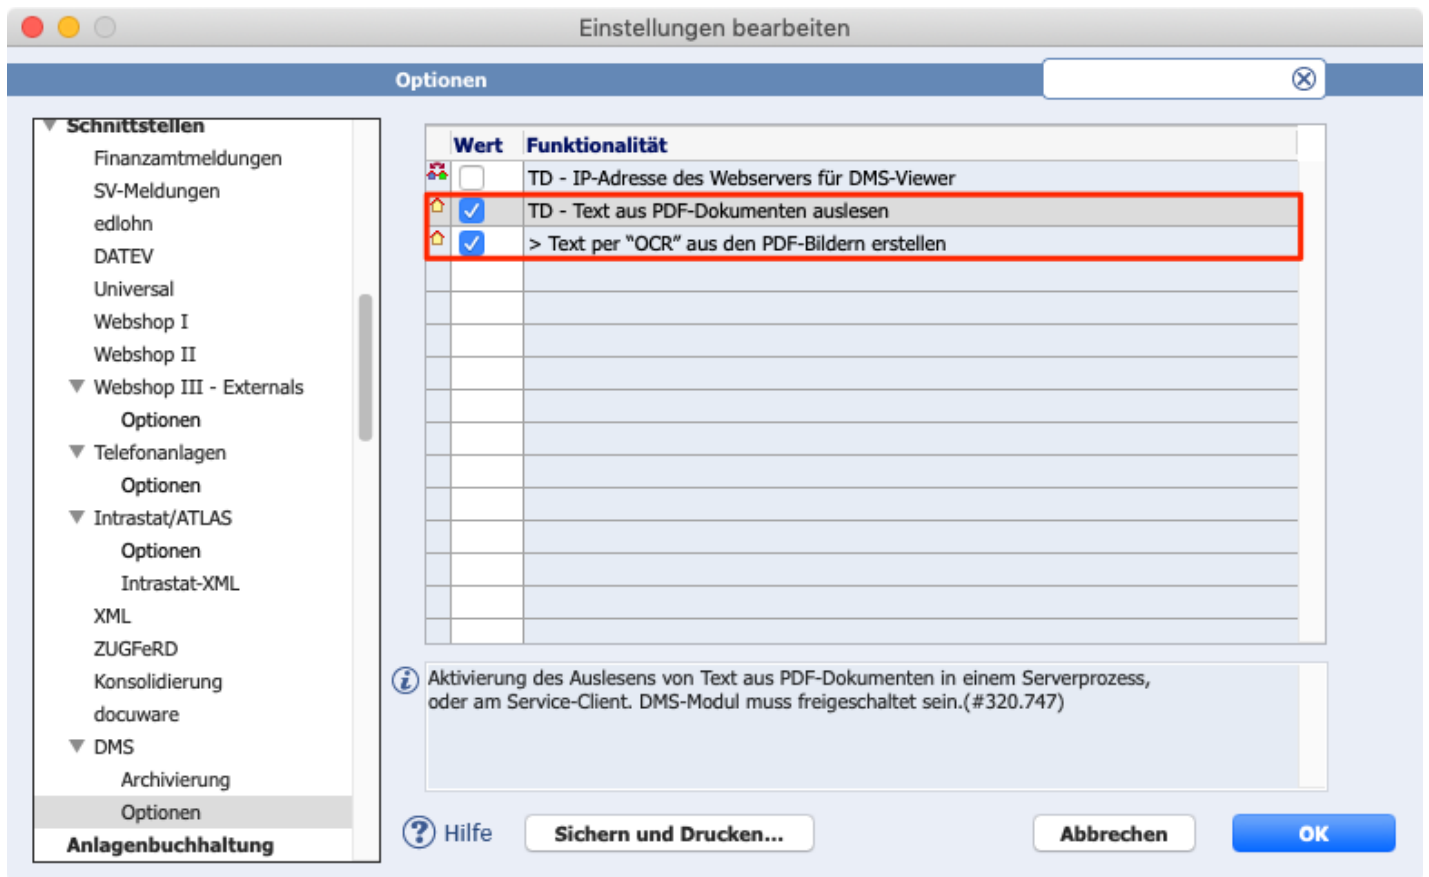 Einstellungen bearbeiten
Optionen
Schnittstellen
Finanzamtmeldungen
SV-Meldungen
edlohn
DATEV
Universal
Webshop I
Webshop II
Webshop III - Externals
Optionen
Telefonanlagen
Optionen
Intrastat/ATLAS
Optionen
Intrastat-XML
XML
ZUGFeRD
Konsolidierung
docuware
DMS
Archivierung
Optionen
Anlagenbuchhaltung
Wert Funktionalität
TD - IP-Adresse des Webservers für DMS-Viewer
TD - Text aus PDF-Dokumenten auslesen
> Text per “OCR” aus den PDF-Bildern erstellen
Aktivierung des Auslesens von Text aus PDF-Dokumenten in einem Serverprozess,
oder am Service-Client. DMS-Modul muss freigeschaltet sein.(#320.747)
? Hilfe Sichern und Drucken... Abbrechen OK